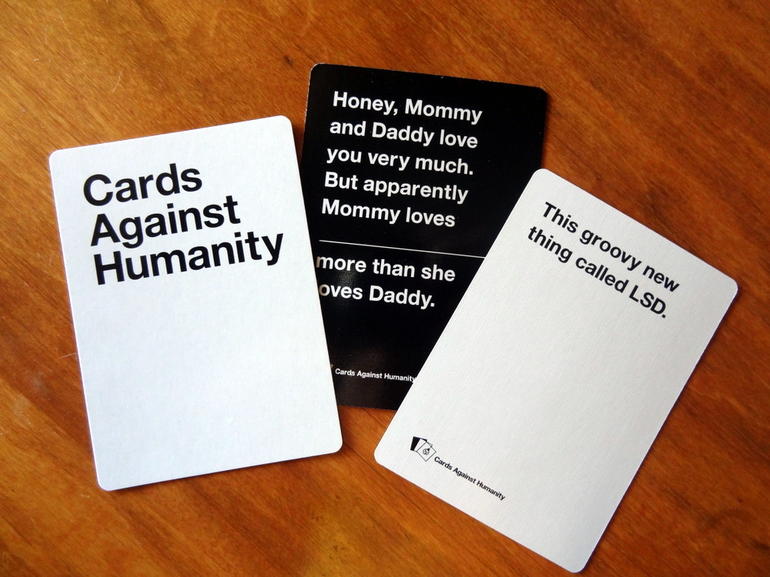 Cards
Against
Humanity
Honey, Mommy
and Daddy love
you very much.
But apparently
Mommy loves
more than she
oves Daddy.
Cards Against Humanity
This groovy new
thing called LSD.
Cards Against Humanity